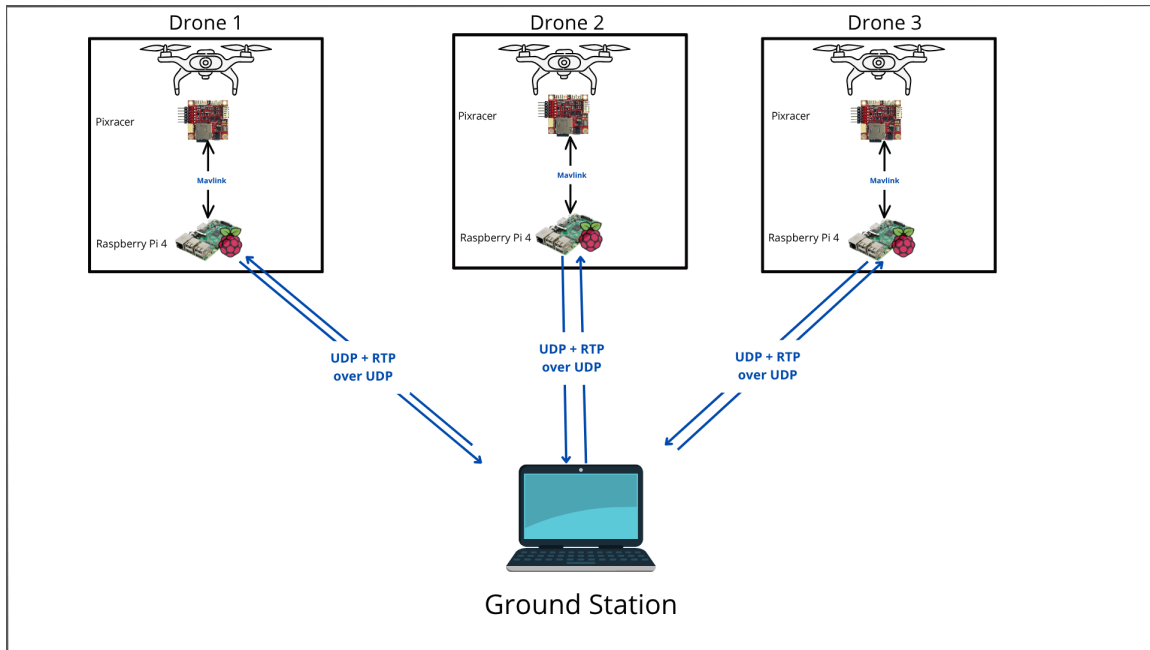 Drone 1
Drone 2
Drone 3
Pixracer
Pixracer
Pixracer
Mavlink
Mavlink
Mavlink
Raspberry Pi 4
Raspberry Pi 4
Raspberry Pi 4
UDP + RTP
over UDP
UDP + RTP
over UDP
UDP + RTP
over UDP
Ground Station